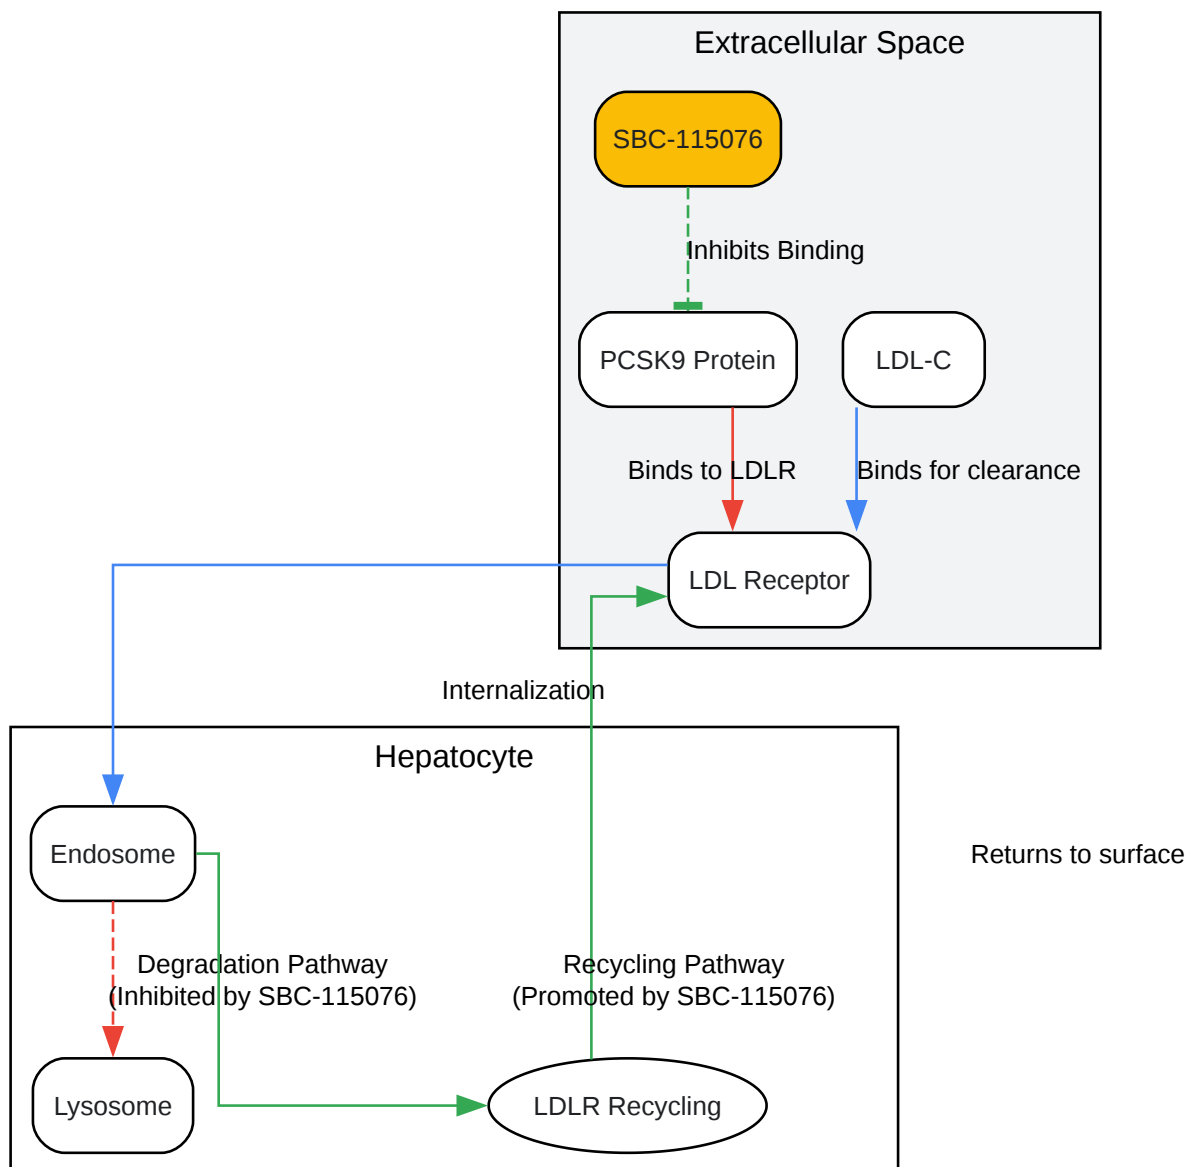 Extracellular Space
SBC-115076
Inhibits Binding
PCSK9 Protein
LDL-C
Binds to LDLR
Binds for clearance
LDL Receptor
Internalization
Hepatocyte
Endosome
Returns to surface
Degradation Pathway
(Inhibited by SBC-115076)
Recycling Pathway
(Promoted by SBC-115076)
Lysosome
LDLR Recycling